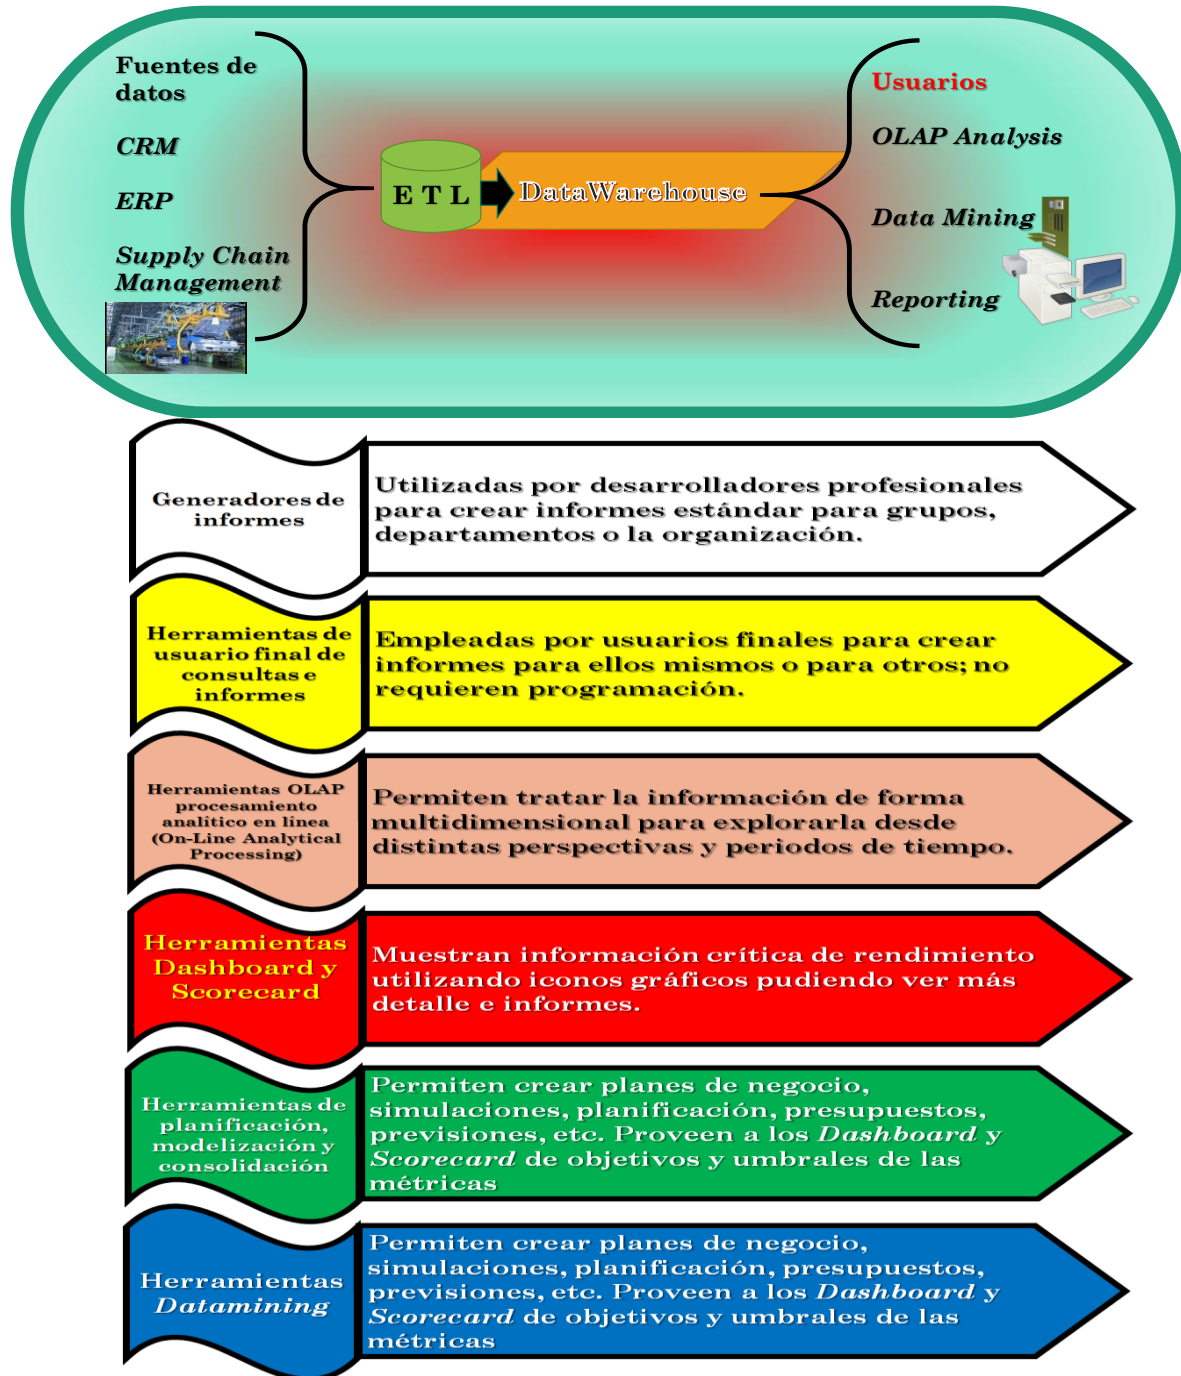 Fuentes de
datos
CRM
ERP
Supply Chain
Management
E T L
DataWarehouse
Usuarios
OLAP Analysis
Data Mining
Reporting
Generadores de
informes
Utilizadas por desarrolladores profesionales
para crear informes estándar para grupos,
departamentos o la organización.
Herramientas de
usuario final de
consultas e
informes
Empleadas por usuarios finales para crear
informes para ellos mismos o para otros; no
requieren programación.
Herramientas OLAP
procesamiento
analítico en línea
(On-Line Analytical
Processing)
Permiten tratar la información de forma
multidimensional para explorarla desde
distintas perspectivas y periodos de tiempo.
Herramientas
Dashboard y
Scorecard
Muestran información crítica de rendimiento
utilizando iconos gráficos pudiendo ver más
detalle e informes.
Herramientas de
planificación,
modelización y
consolidación
Permiten crear planes de negocio,
simulaciones, planificación, presupuestos,
previsiones, etc. Proveen a los Dashboard y
Scorecard de objetivos y umbrales de las
métricas
Herramientas
Datamining
Permiten crear planes de negocio,
simulaciones, planificación, presupuestos,
previsiones, etc. Proveen a los Dashboard y
Scorecard de objetivos y umbrales de las
métricas